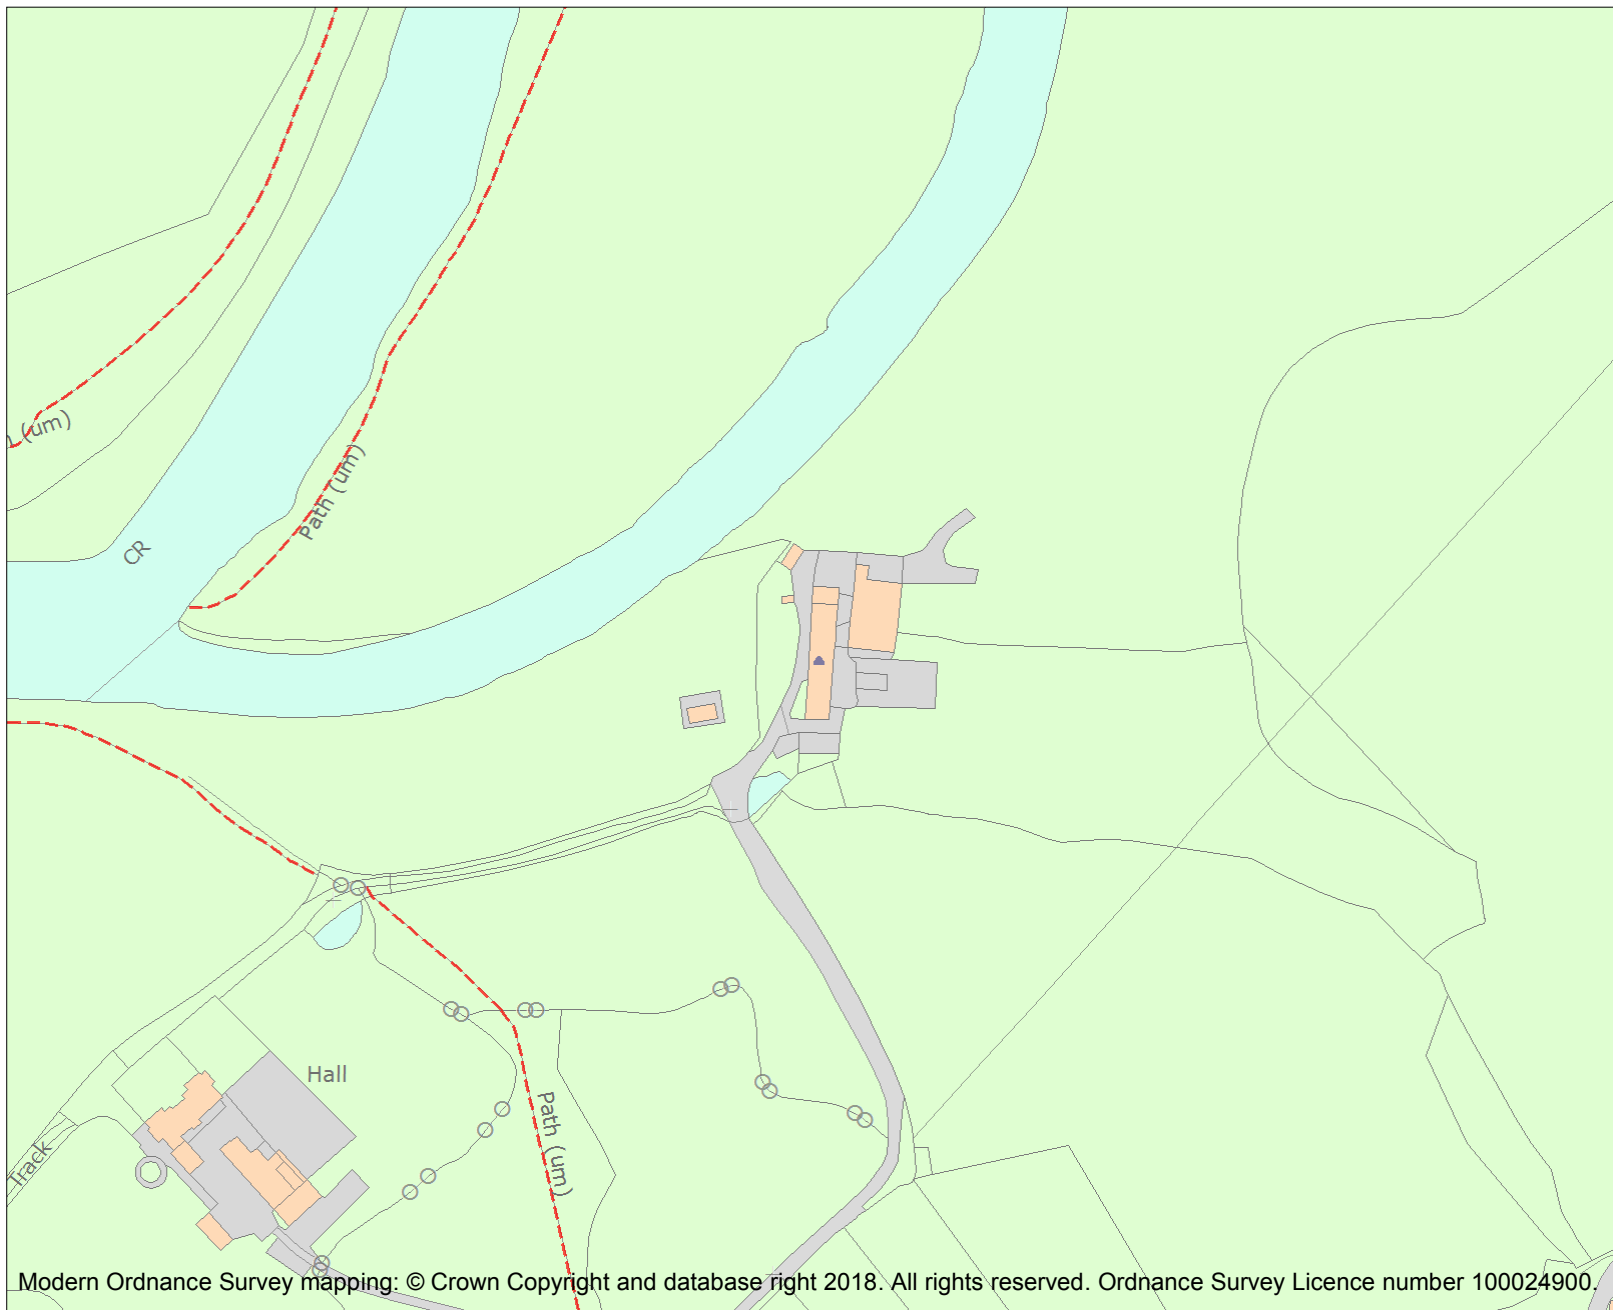 (um)
Path (um)
CR
Hall
Path (um)
Track
Modern Ordnance Survey mapping: © Crown Copyright and database right 2018. All rights reserved. Ordnance Survey Licence number 100024900.